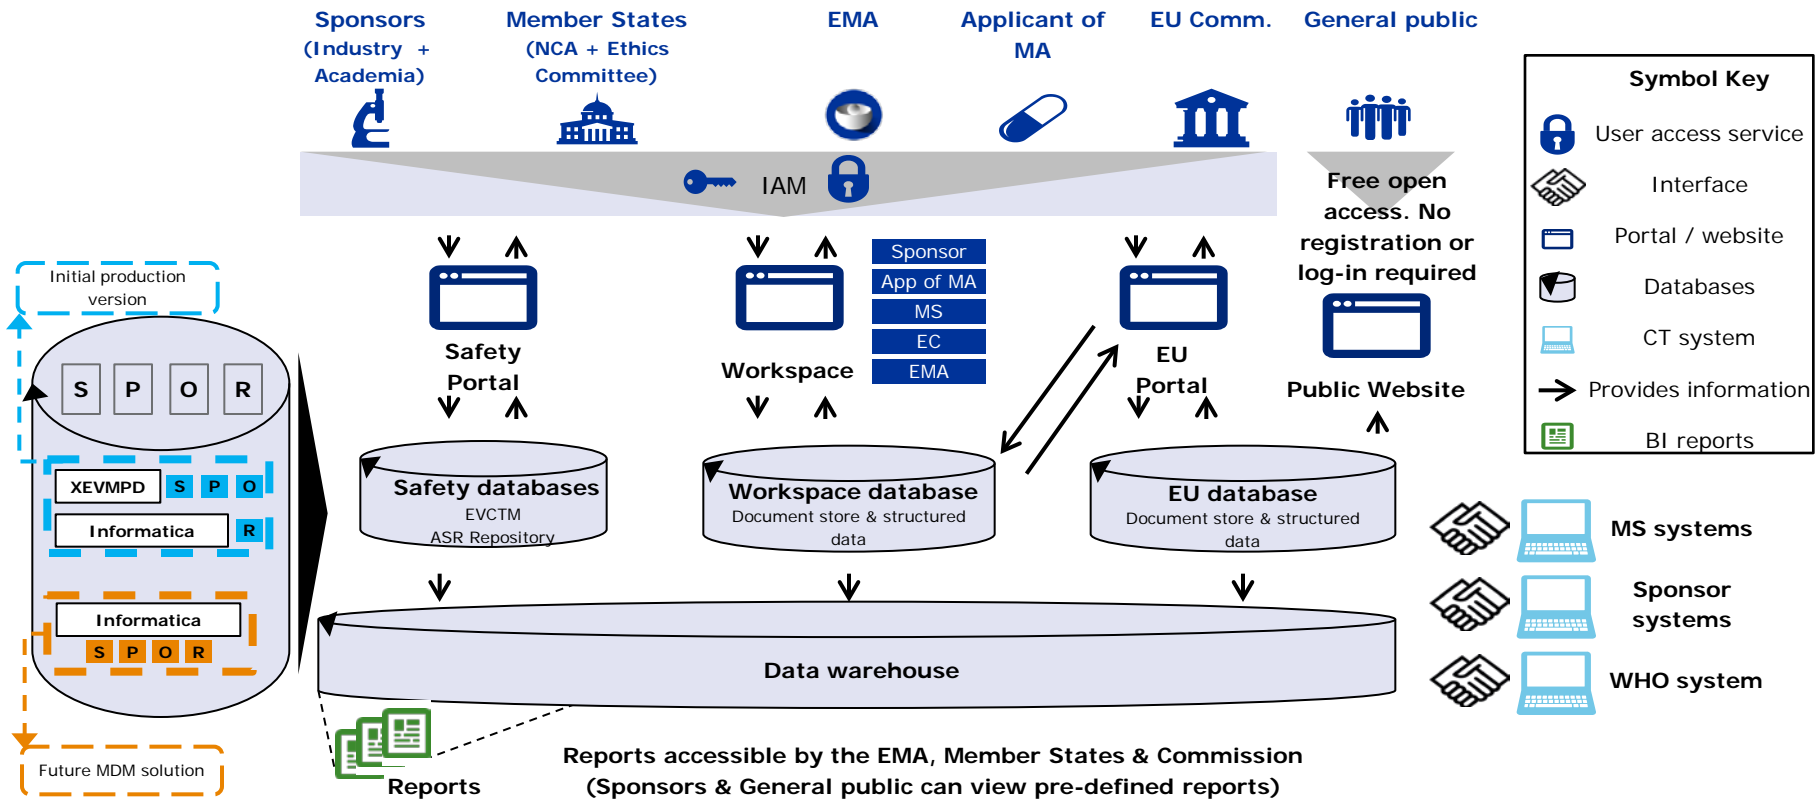 Sponsors
(Industry +
Academia)
Member States
(NCA + Ethics
Committee)
EMA
Applicant of
MA
EU Comm.
General public
IAM
Free open
access. No
registration or
log-in required
Symbol Key
User access service
Interface
Portal / website
Databases
CT system
Provides information
BI reports
Initial production
version
S P O R
XEVMPD S P O
Informatica R
Informatica
S P O R
Future MDM solution
Safety
Portal
Workspace
Sponsor
App of MA
MS
EC
EMA
EU
Portal
Public Website
Safety databases
EVCTM
ASR Repository
Workspace database
Document store & structured
data
EU database
Document store & structured
data
MS systems
Sponsor
systems
WHO system
Data warehouse
Reports
Reports accessible by the EMA, Member States & Commission
(Sponsors & General public can view pre-defined reports)